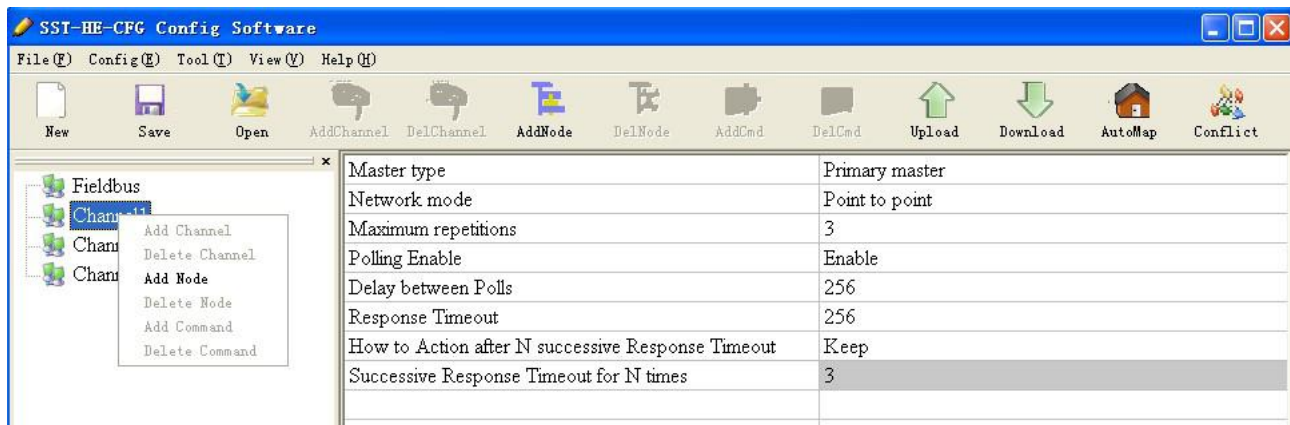 SST-HE-CFG Config Software
File(F) Config(E) Tool(T) View(V) Help(H)
New Save Open AddChannel DelChannel AddNode DelNode AddCmd DelCmd Upload Download AutoMap Conflict
Fieldbus
Channel1
Chann
Chann
Add Channel
Delete Channel
Add Node
Delete Node
Add Command
Delete Command
Master type Primary master
Network mode Point to point
Maximum repetitions 3
Polling Enable Enable
Delay between Polls 256
Response Timeout 256
How to Action after N successive Response Timeout Keep
Successive Response Timeout for N times 3